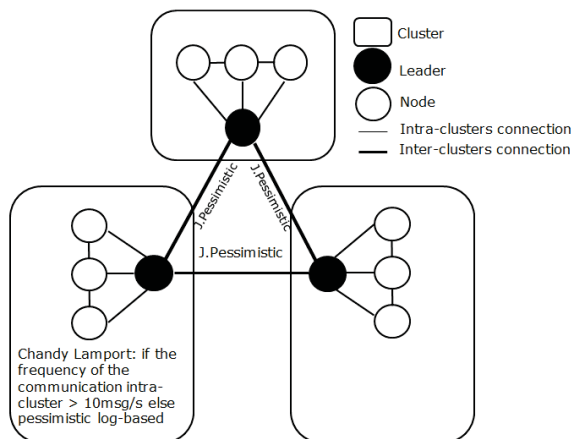 Cluster
Leader
Node
Intra-clusters connection
Inter-clusters connection
J.Pessimistic
J.Pessimistic
J.Pessimistic
Chandy Lamport: if the
frequency of the
communication intra-
cluster > 10msg/s else
pessimistic log-based